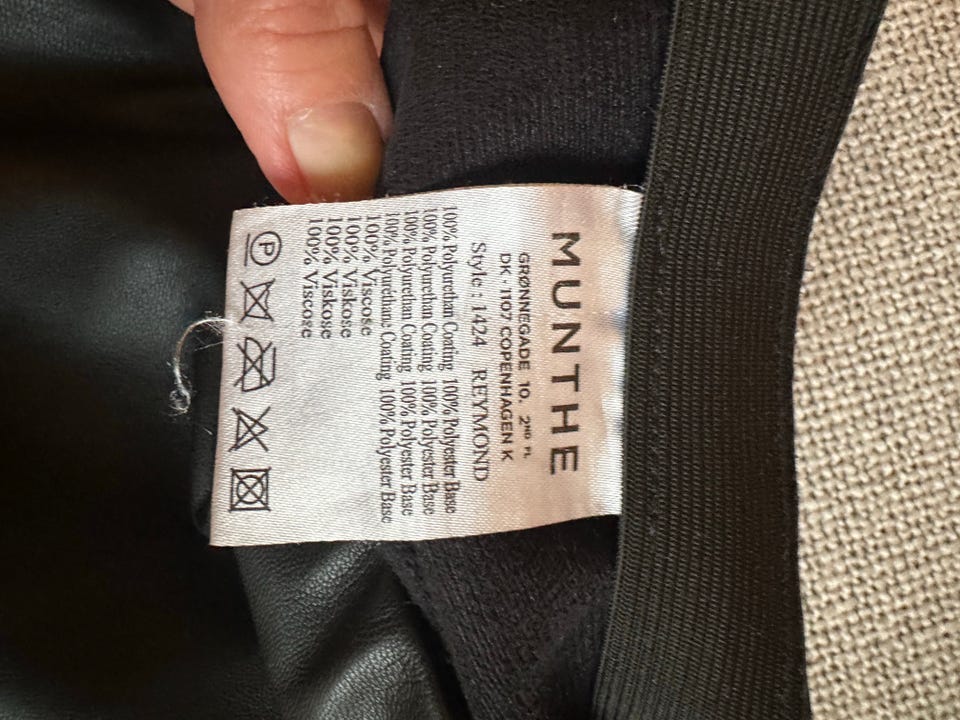 MUNTHE
GRØNNEGADE 10. 2ND FL
DK - 1107 COPENHAGEN K
Style : 1424 REYMOND
100% Polyurethan Coating 100% Polyester Base
100% Polyurethan Coating 100% Polyester Base
100% Polyurethan Coating 100% Polyester Base
100% Polyurethane Coating 100% Polyester Base
100% Viscose
100% Viskose
100% Viskose
100% Viscose
P